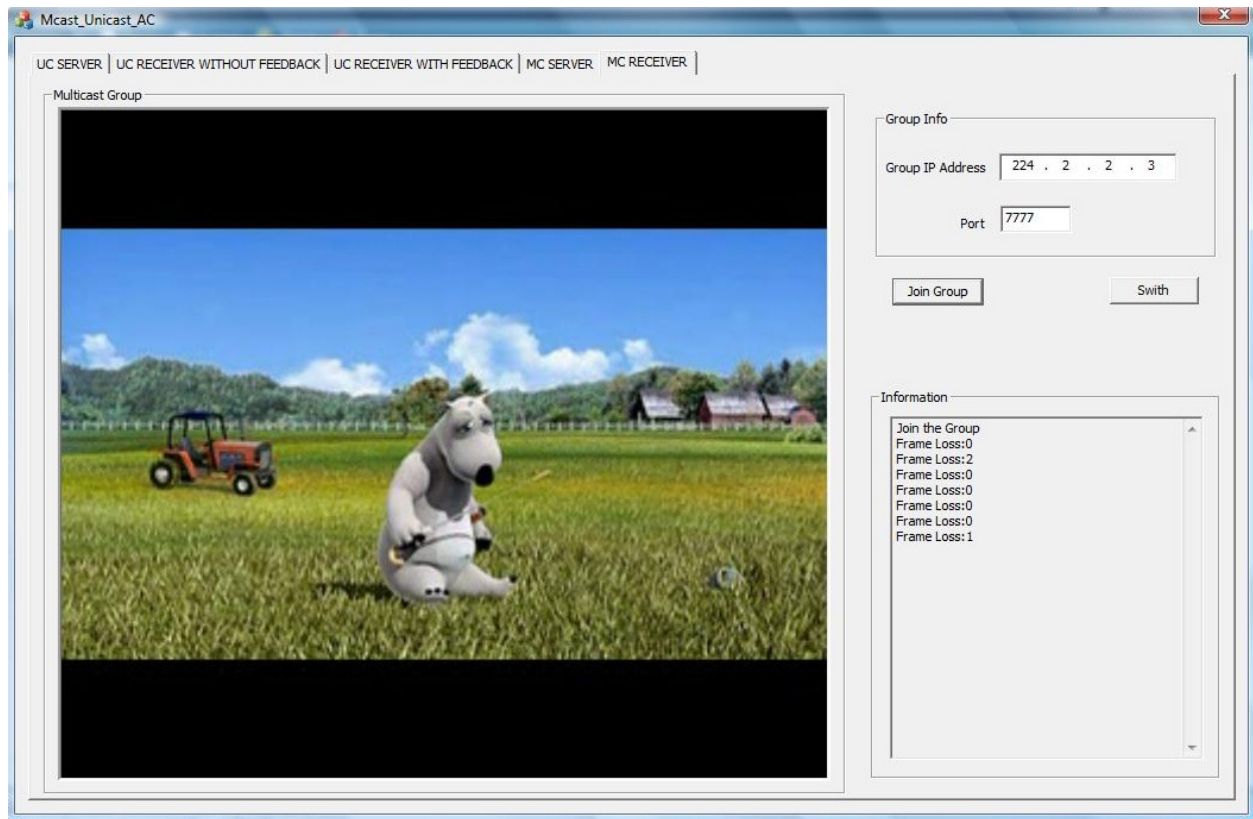 Mcast_Unicast_AC
UC SERVER
UC RECEIVER WITHOUT FEEDBACK
UC RECEIVER WITH FEEDBACK
MC SERVER
MC RECEIVER
Multicast Group
Group Info
Group IP Address 224 . 2 . 2 . 3
Port 7777
Join Group
Swith
Information
Join the Group
Frame Loss:0
Frame Loss:2
Frame Loss:0
Frame Loss:0
Frame Loss:0
Frame Loss:0
Frame Loss:1